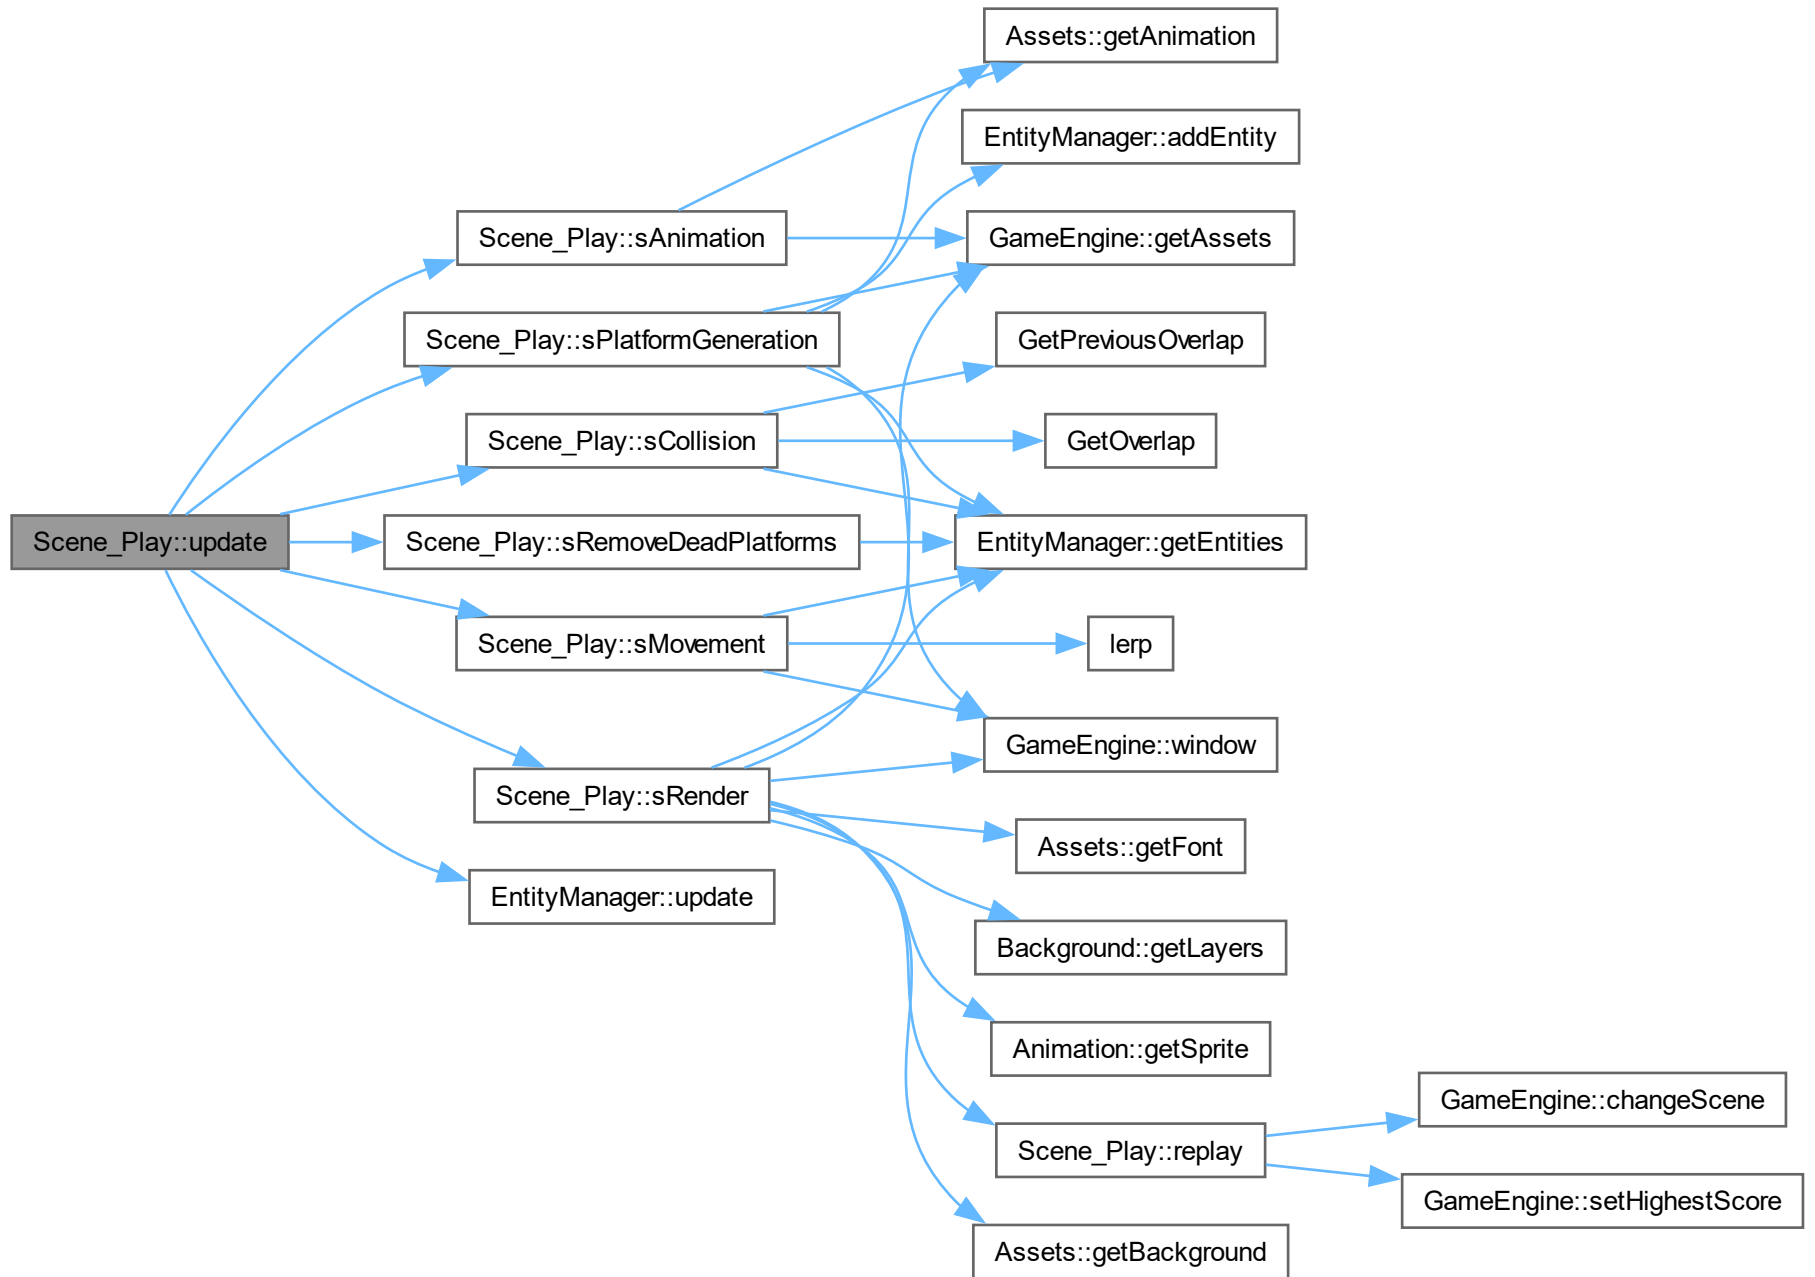 Assets::getAnimation
EntityManager::addEntity
Scene_Play::sAnimation
GameEngine::getAssets
Scene_Play::sPlatformGeneration
GetPreviousOverlap
Scene_Play::sCollision
GetOverlap
Scene_Play::update
Scene_Play::sRemoveDeadPlatforms
EntityManager::getEntities
Scene_Play::sMovement
lerp
GameEngine::window
Scene_Play::sRender
Assets::getFont
EntityManager::update
Background::getLayers
Animation::getSprite
GameEngine::changeScene
Scene_Play::replay
GameEngine::setHighestScore
Assets::getBackground